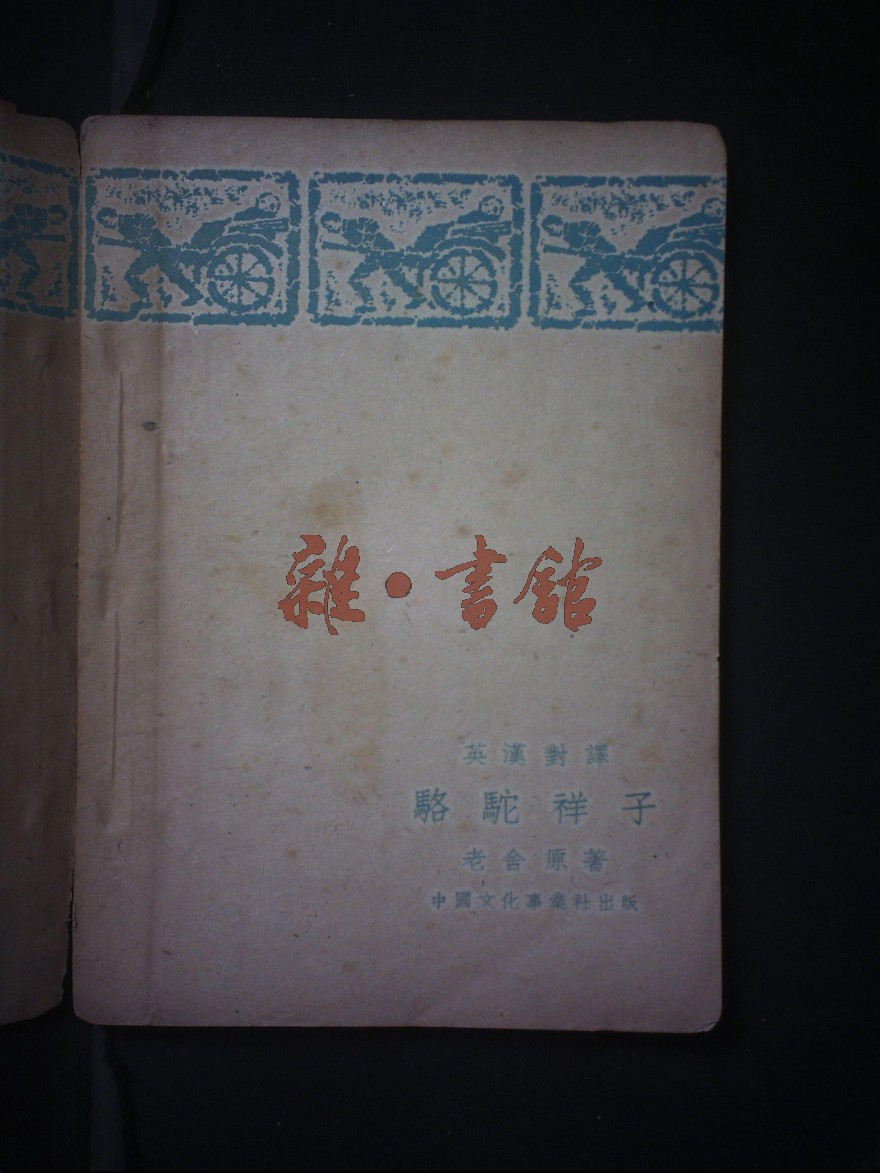 雜·書館
英漢對譯
駱駝祥子
老舍原著
中國文化事業社出版